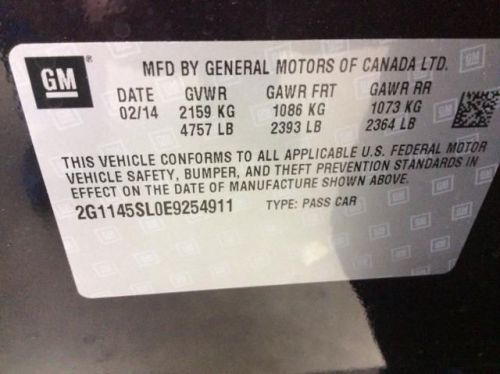 GM
MFD BY GENERAL MOTORS OF CANADA LTD.
DATE GVWR GAWR FRT GAWR RR
02/14 2159 KG 1086 KG 1073 KG
4757 LB 2393 LB 2364 LB
THIS VEHICLE CONFORMS TO ALL APPLICABLE U.S. FEDERAL MOTOR
VEHICLE SAFETY, BUMPER, AND THEFT PREVENTION STANDARDS IN
EFFECT ON THE DATE OF MANUFACTURE SHOWN ABOVE.
2G1145SL0E9254911 TYPE: PASS CAR